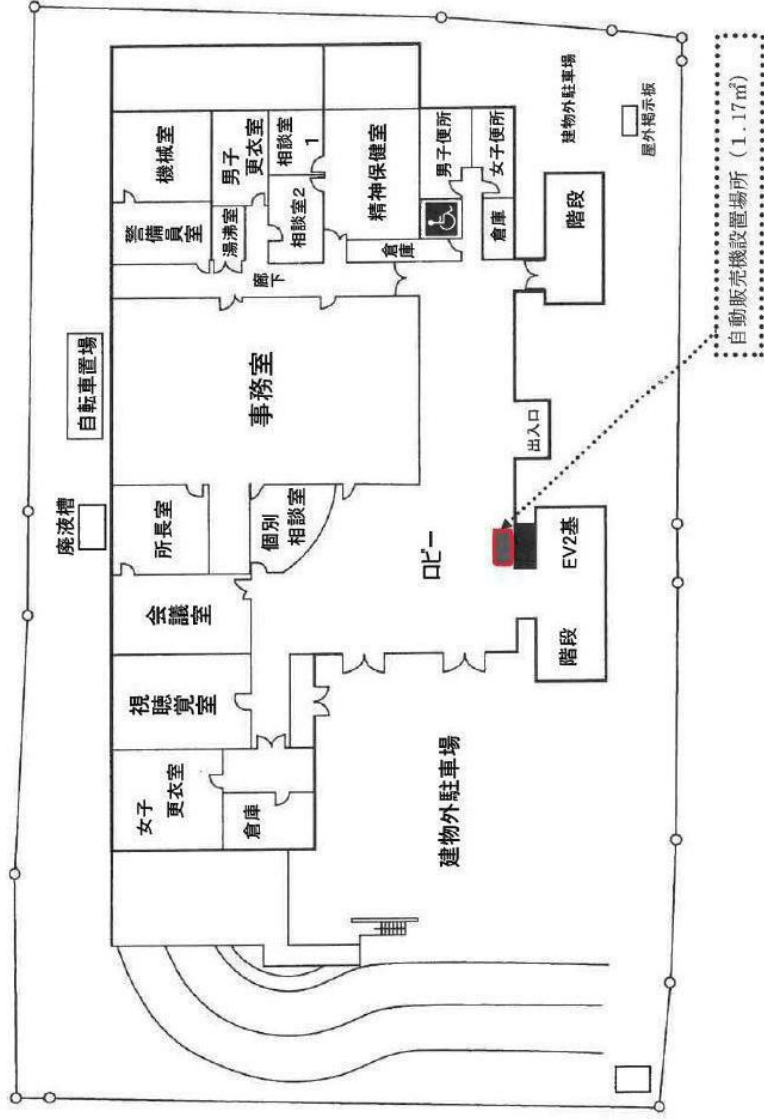 自転車置場
廃液槽
機械室
警備
員室
男子
更衣室
湯沸室
相談室
1
相談室2
精神保健室
倉庫
男子便所
女子便所
倉庫
廊下
事務室
所長室
個別
相談室
会議室
視聴覚室
女子
更衣室
倉庫
ロビー
出入口
階段
EV2基
階段
建物外駐車場
建物外駐車場
屋外掲示板
自動販売機設置場所(1.17㎡)